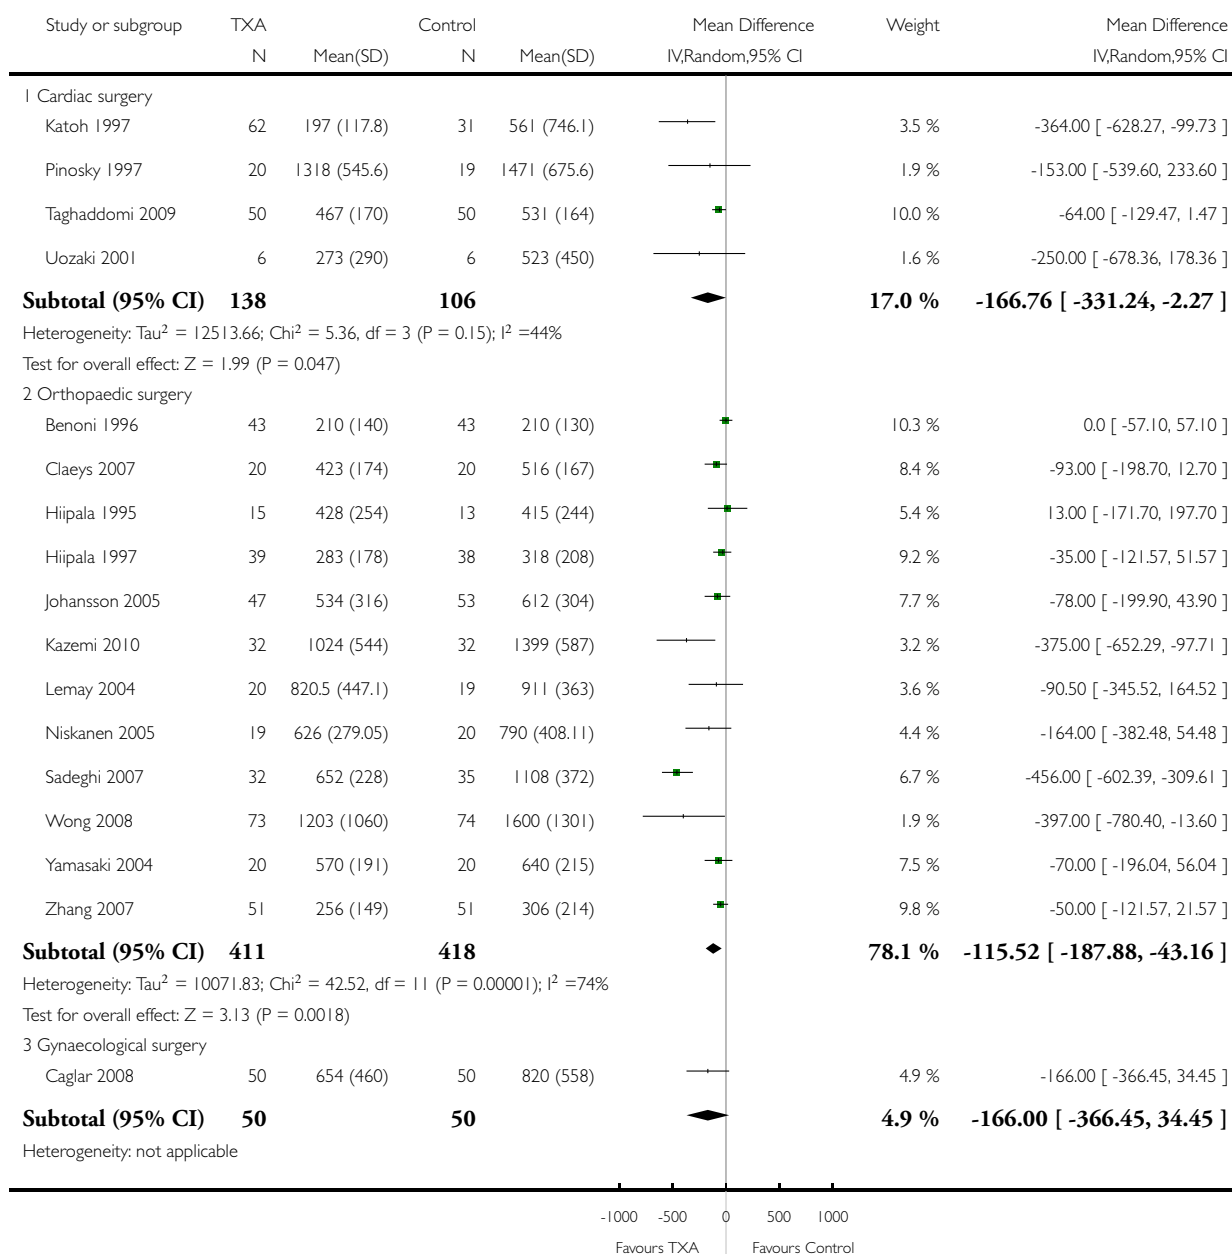 Study or subgroup TXA Control Mean Difference Weight Mean Difference
N Mean(SD) N Mean(SD) IV,Random,95% CI IV,Random,95% CI
1 Cardiac surgery
Katoh 1997 62 197 (117.8) 31 561 (746.1) 3.5 % -364.00 [ -628.27, -99.73 ]
Pinosky 1997 20 1318 (545.6) 19 1471 (675.6) 1.9 % -153.00 [ -539.60, 233.60 ]
Taghaddomi 2009 50 467 (170) 50 531 (164) 10.0 % -64.00 [ -129.47, 1.47 ]
Uozaki 2001 6 273 (290) 6 523 (450) 1.6 % -250.00 [ -678.36, 178.36 ]
Subtotal (95% CI) 138 106 17.0 % -166.76 [ -331.24, -2.27 ]
Heterogeneity: Tau² = 12513.66; Chi² = 5.36, df = 3 (P = 0.15); I² =44%
Test for overall effect: Z = 1.99 (P = 0.047)
2 Orthopaedic surgery
Benoni 1996 43 210 (140) 43 210 (130) 10.3 % 0.0 [ -57.10, 57.10 ]
Claeys 2007 20 423 (174) 20 516 (167) 8.4 % -93.00 [ -198.70, 12.70 ]
Hiipala 1995 15 428 (254) 13 415 (244) 5.4 % 13.00 [ -171.70, 197.70 ]
Hiipala 1997 39 283 (178) 38 318 (208) 9.2 % -35.00 [ -121.57, 51.57 ]
Johansson 2005 47 534 (316) 53 612 (304) 7.7 % -78.00 [ -199.90, 43.90 ]
Kazemi 2010 32 1024 (544) 32 1399 (587) 3.2 % -375.00 [ -652.29, -97.71 ]
Lemay 2004 20 820.5 (447.1) 19 911 (363) 3.6 % -90.50 [ -345.52, 164.52 ]
Niskanen 2005 19 626 (279.05) 20 790 (408.11) 4.4 % -164.00 [ -382.48, 54.48 ]
Sadeghi 2007 32 652 (228) 35 1108 (372) 6.7 % -456.00 [ -602.39, -309.61 ]
Wong 2008 73 1203 (1060) 74 1600 (1301) 1.9 % -397.00 [ -780.40, -13.60 ]
Yamasaki 2004 20 570 (191) 20 640 (215) 7.5 % -70.00 [ -196.04, 56.04 ]
Zhang 2007 51 256 (149) 51 306 (214) 9.8 % -50.00 [ -121.57, 21.57 ]
Subtotal (95% CI) 411 418 78.1 % -115.52 [ -187.88, -43.16 ]
Heterogeneity: Tau² = 10071.83; Chi² = 42.52, df = 11 (P = 0.00001); I² =74%
Test for overall effect: Z = 3.13 (P = 0.0018)
3 Gynaecological surgery
Caglar 2008 50 654 (460) 50 820 (558) 4.9 % -166.00 [ -366.45, 34.45 ]
Subtotal (95% CI) 50 50 4.9 % -166.00 [ -366.45, 34.45 ]
Heterogeneity: not applicable
-1000 -500 0 500 1000
Favours TXA Favours Control